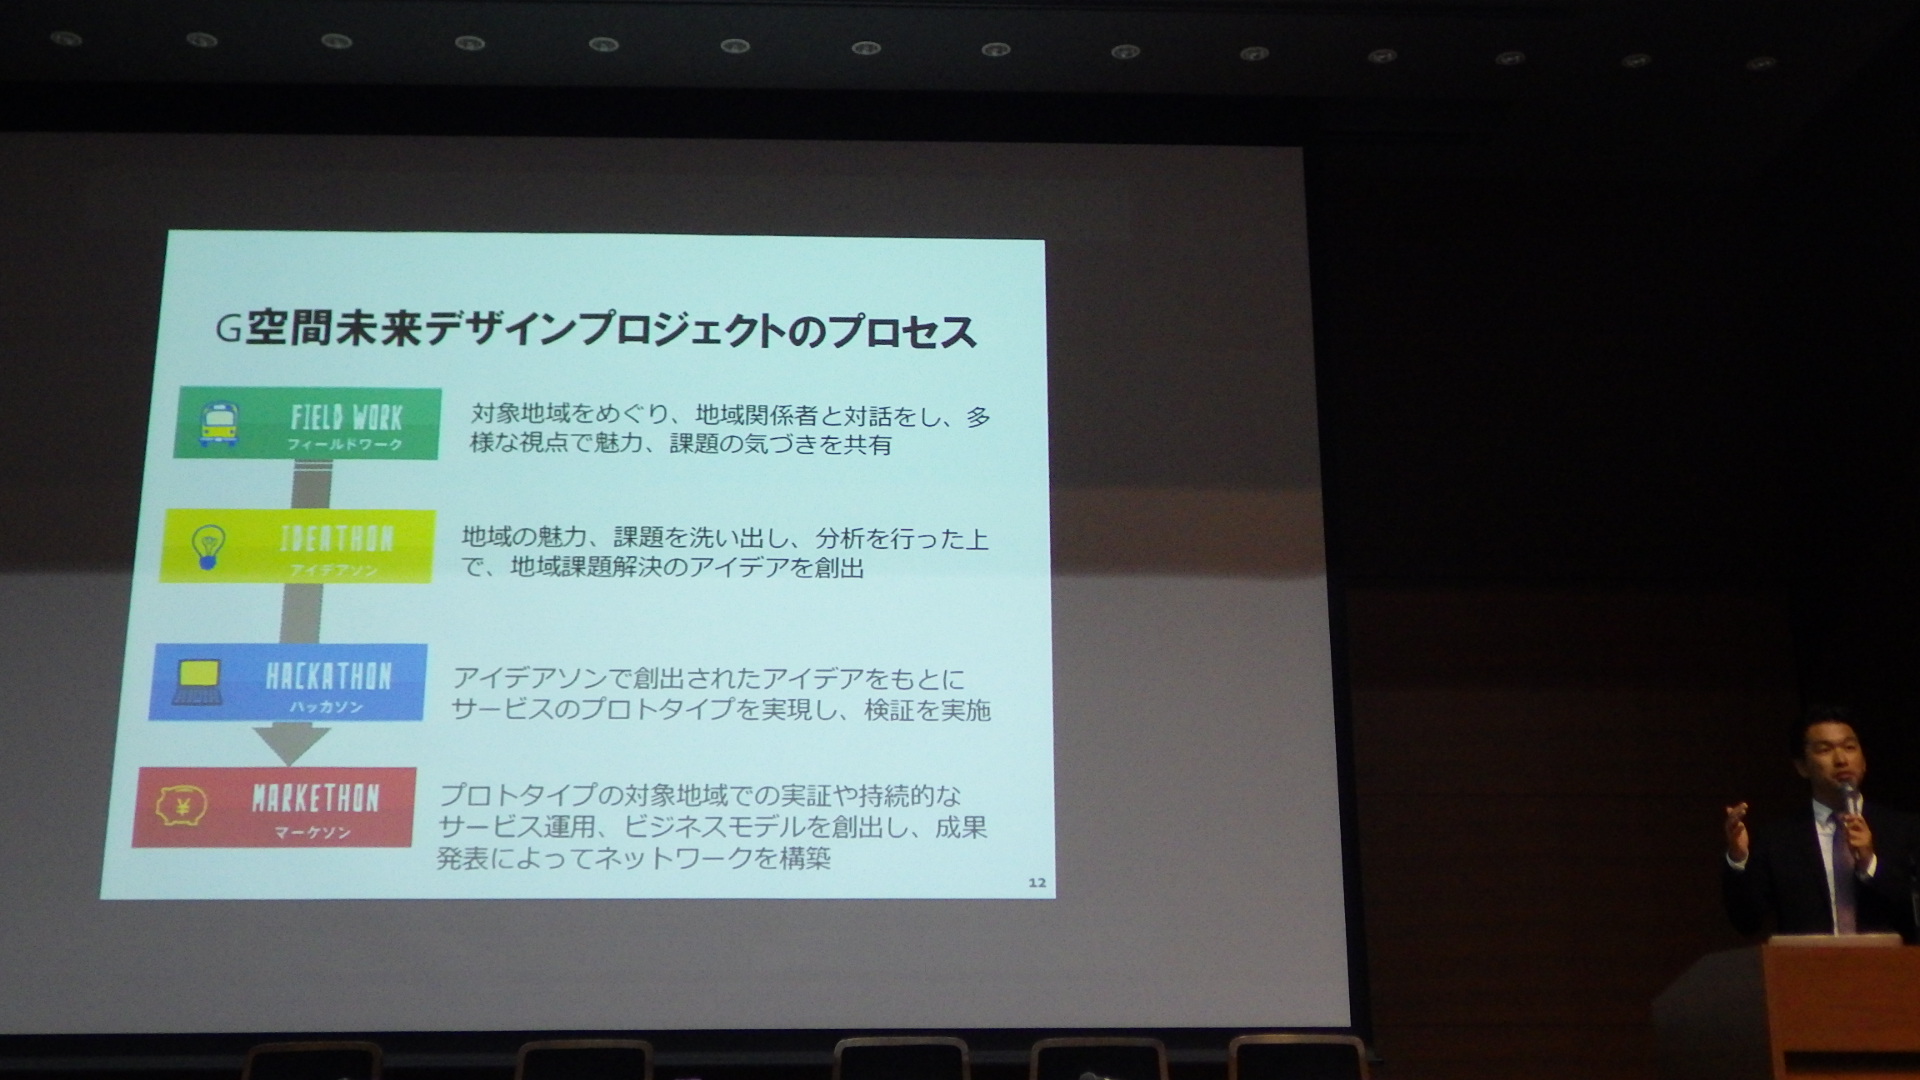 G空間未来デザインプロジェクトのプロセス
FIELD WORK
フィールドワーク
対象地域をめぐり、地域関係者と対話をし、多
様な視点で魅力、課題の気づきを共有
IDEATHON
アイデアソン
地域の魅力、課題を洗い出し、分析を行った上
で、地域課題解決のアイデアを創出
HACKATHON
ハッカソン
アイデアソンで創出されたアイデアをもとに
サービスのプロトタイプを実現し、検証を実施
¥
MARKETHON
マーケソン
プロトタイプの対象地域での実証や持続的な
サービス運用、ビジネスモデルを創出し、成果
発表によってネットワークを構築
12